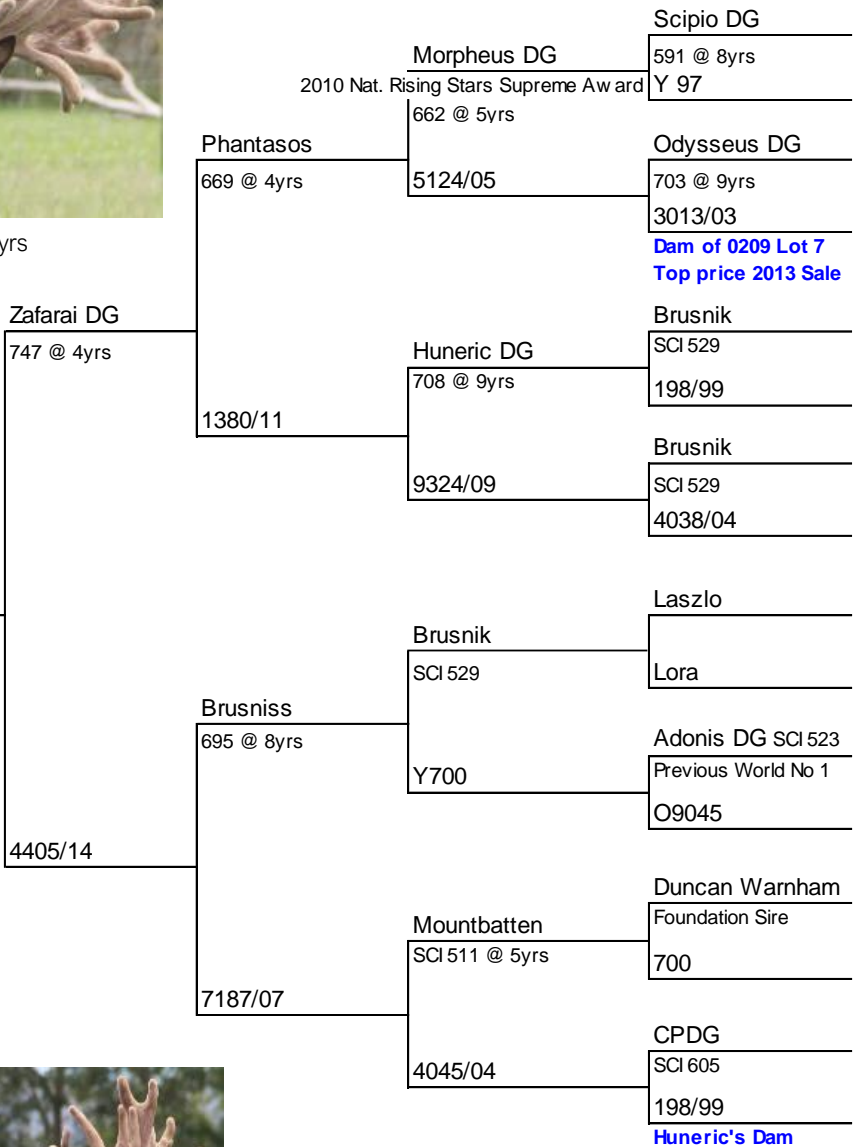 Scipio DG
Morpheus DG
591 @ 8yrs
2010 Nat. Rising Stars Supreme Award
Y 97
662 @ 5yrs
Phantasos
Odysseus DG
669 @ 4yrs
5124/05
703 @ 9yrs
3013/03
yrs
Dam of 0209 Lot 7
Top price 2013 Sale
Zafarai DG
Brusnik
747 @ 4yrs
Huneric DG
SCI 529
708 @ 9yrs
198/99
1380/11
Brusnik
9324/09
SCI 529
4038/04
Laszlo
Brusnik
SCI 529
Lora
Brusniss
695 @ 8yrs
Adonis DG SCI 523
Y700
Previous World No 1
O9045
4405/14
Duncan Warnham
Mountbatten
Foundation Sire
SCI 511 @ 5yrs
700
7187/07
CPDG
4045/04
SCI 605
198/99
Huneric's Dam